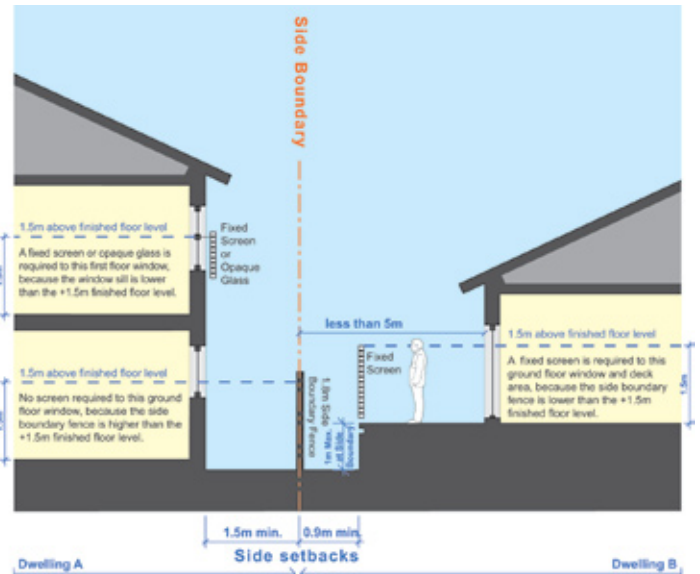 Side Boundary
1.5m above finished floor level
A fixed screen or opaque glass is
required to this first floor window,
because the window sill is lower
than the +1.5m finished floor level.
Fixed
Screen
or
Opaque
Glass
less than 5m
1.5m above finished floor level
No screen required to this ground
floor window, because the side
boundary fence is higher than the
+1.5m finished floor level.
1.8m Side
Boundary Fence
1m Max.
at Side
Boundary
Fixed
Screen
1.5m above finished floor level
A fixed screen is required to this
ground floor window and deck
area, because the side boundary
fence is lower than the +1.5m
finished floor level.
1.5m
1.5m min.
0.9m min.
Side setbacks
Dwelling A
Dwelling B